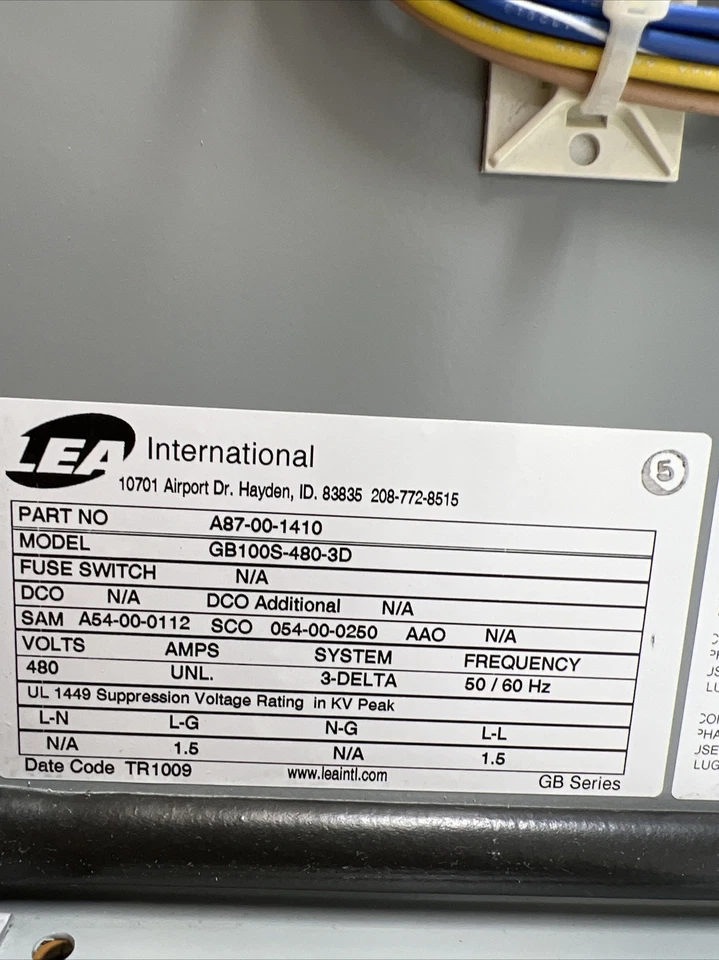 LEA International
5
10701 Airport Dr. Hayden, ID. 83835 208-772-8515
PART NO A87-00-1410
MODEL GB100S-480-3D
FUSE SWITCH N/A
DCO N/A DCO Additional N/A
SAM A54-00-0112 SCO 054-00-0250 AAO N/A
VOLTS AMPS SYSTEM FREQUENCY
480 UNL. 3-DELTA 50 / 60 Hz
UL 1449 Suppression Voltage Rating in KV Peak
L-N L-G N-G L-L
N/A 1.5 N/A 1.5
Date Code TR1009 www.leaintl.com GB Series